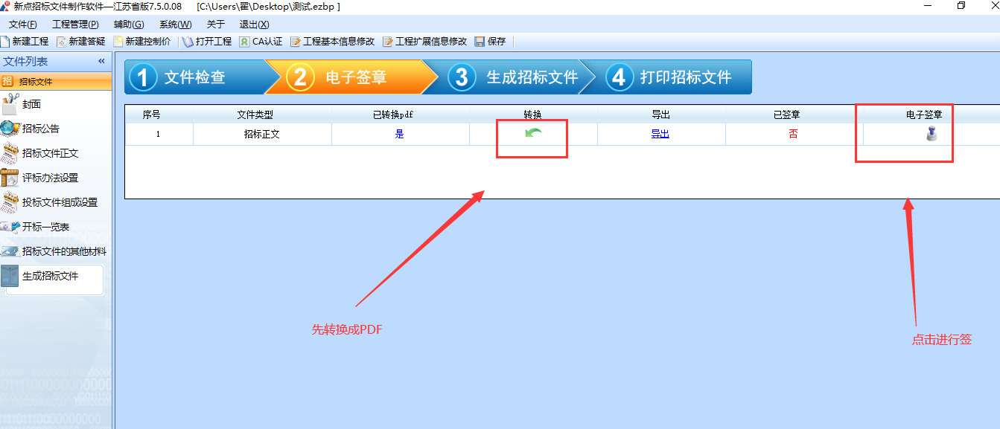 新点招标文件制作软件—江苏省版7.5.0.08 [C:\Users\翟\Desktop\测试.ezbp ]
文件(F) 工程管理(P) 辅助(G) 系统(W) 关于 退出(X)
新建工程 新建答疑 新建控制价 打开工程 CA认证 工程基本信息修改 工程扩展信息修改 保存
文件列表 «
招 招标文件
封面
招标公告
招标文件正文
评标办法设置
投标文件组成设置
开标一览表
招标文件的其他材料
生成招标文件
1 文件检查 2 电子签章 3 生成招标文件 4 打印招标文件
序号 文件类型 已转换pdf 转换 导出 已签章 电子签章
1 招标正文 是 导出 否
先转换成PDF
点击进行签